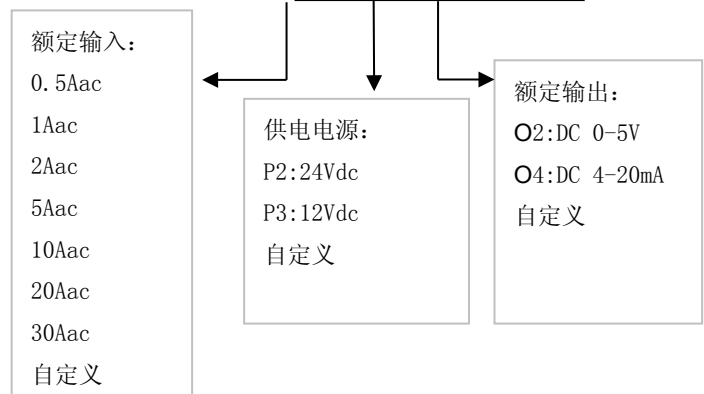 额定输入：
0.5Aac
1Aac
2Aac
5Aac
10Aac
20Aac
30Aac
自定义
供电电源：
P2:24Vdc
P3:12Vdc
自定义
额定输出：
O2:DC 0-5V
O4:DC 4-20mA
自定义